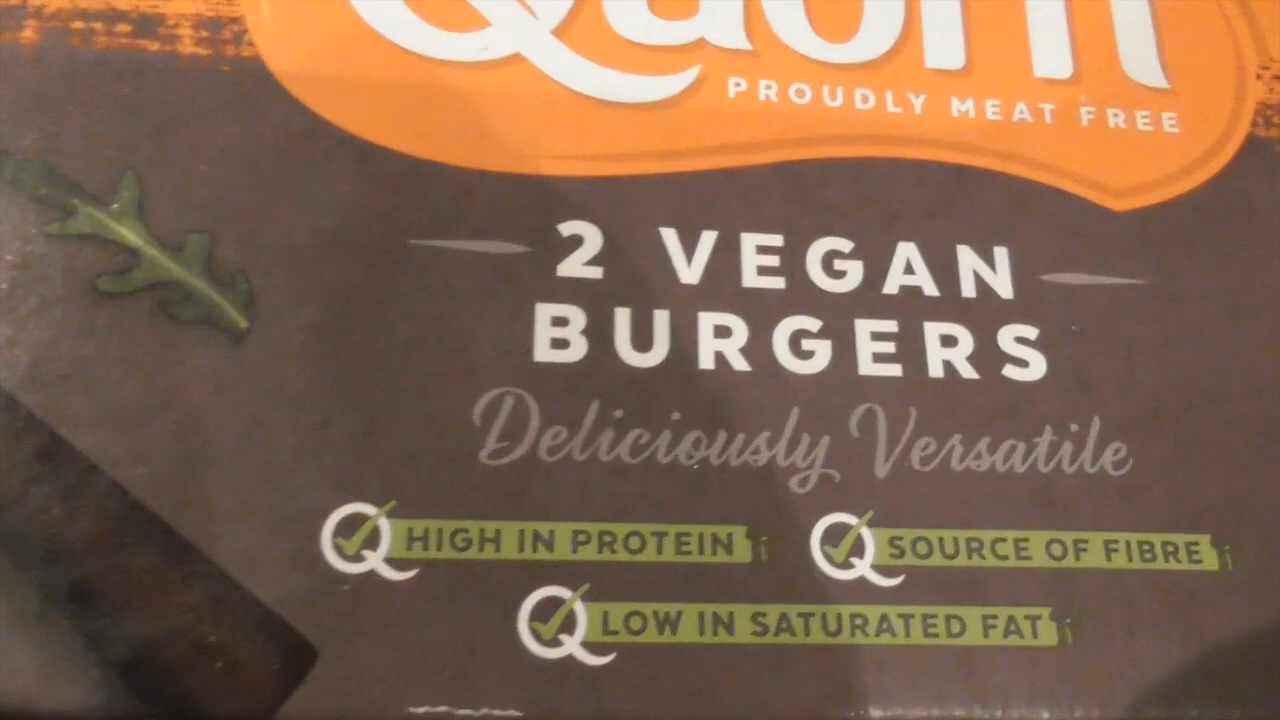 Quorn
PROUDLY MEAT FREE
2 VEGAN
BURGERS
Deliciously Versatile
HIGH IN PROTEIN
SOURCE OF FIBRE
LOW IN SATURATED FAT